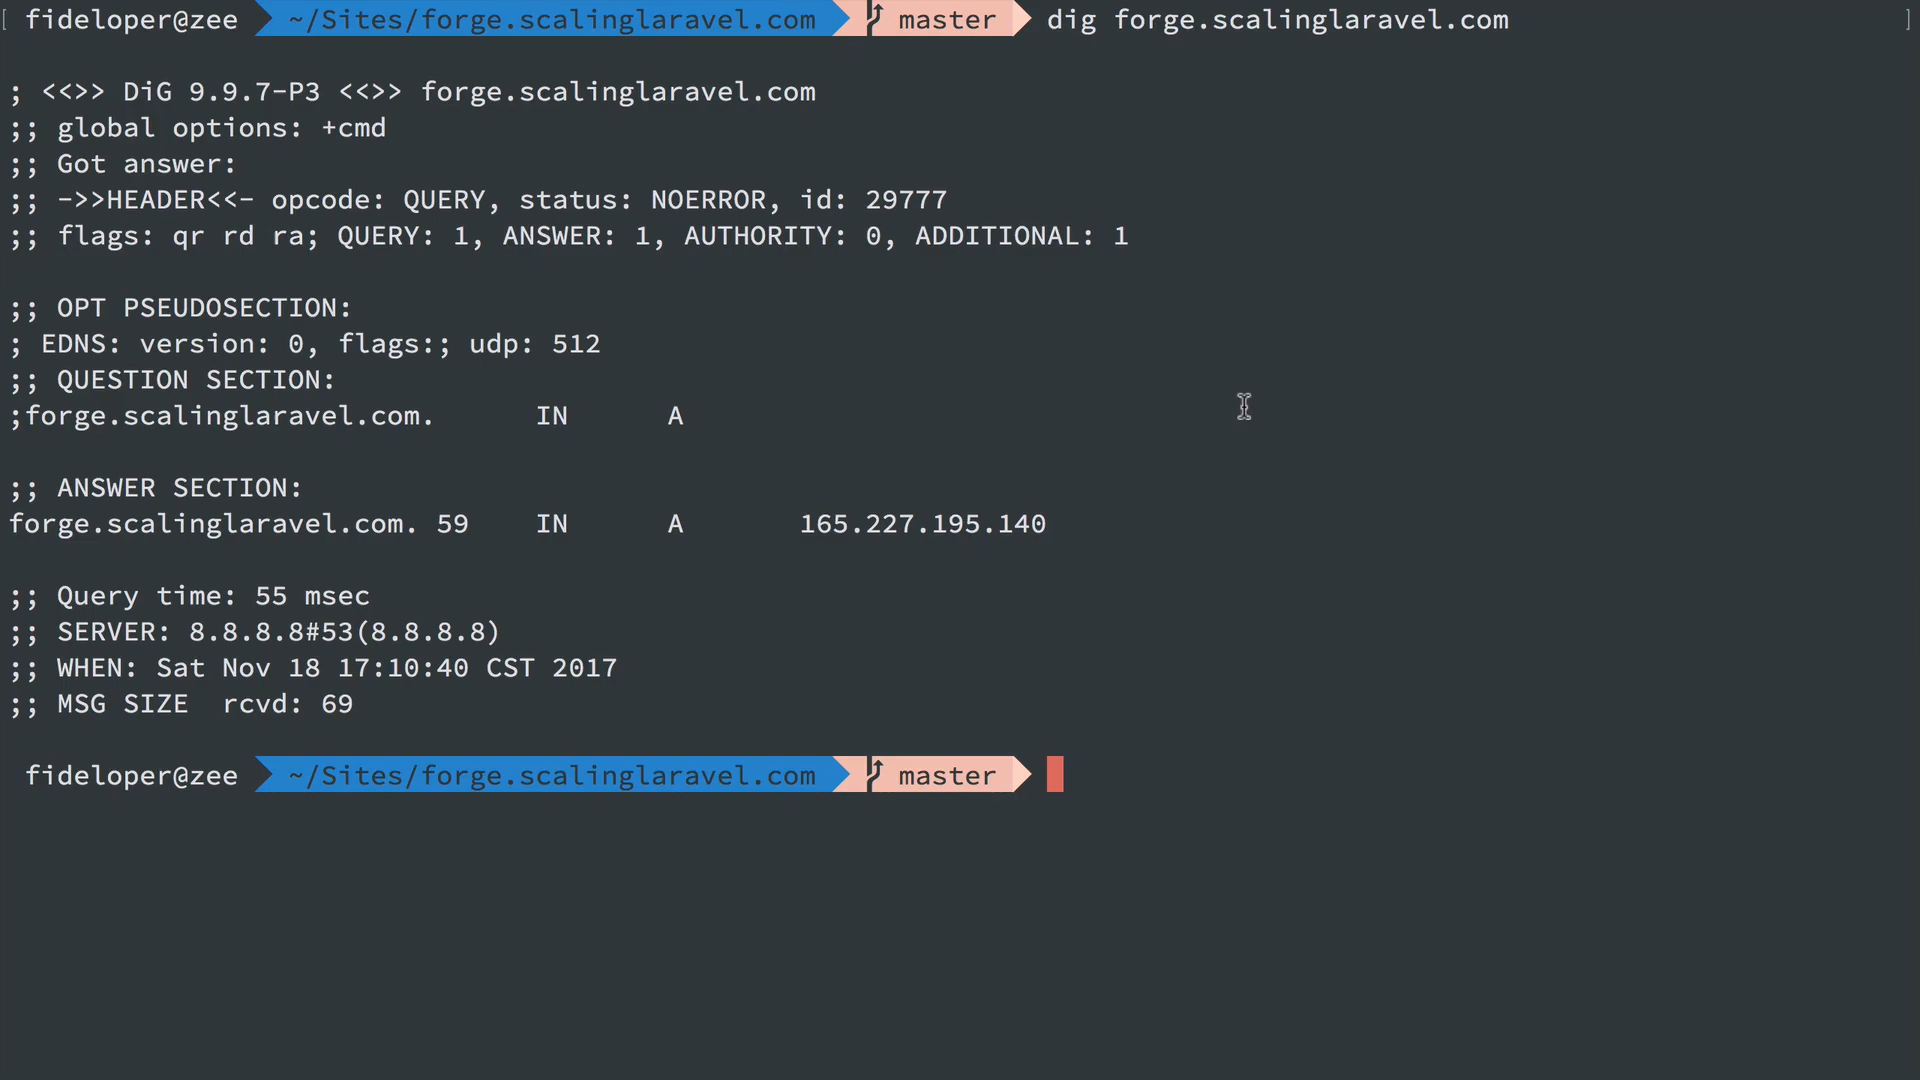 [ fideloper@zee ~/Sites/forge.scalinglaravel.com master dig forge.scalinglaravel.com ]
; <<>> DiG 9.9.7-P3 <<>> forge.scalinglaravel.com
;; global options: +cmd
;; Got answer:
;; ->>HEADER<<- opcode: QUERY, status: NOERROR, id: 29777
;; flags: qr rd ra; QUERY: 1, ANSWER: 1, AUTHORITY: 0, ADDITIONAL: 1
;; OPT PSEUDOSECTION:
; EDNS: version: 0, flags:; udp: 512
;; QUESTION SECTION:
;forge.scalinglaravel.com. IN A
;; ANSWER SECTION:
forge.scalinglaravel.com. 59 IN A 165.227.195.140
;; Query time: 55 msec
;; SERVER: 8.8.8.8#53(8.8.8.8)
;; WHEN: Sat Nov 18 17:10:40 CST 2017
;; MSG SIZE rcvd: 69
fideloper@zee ~/Sites/forge.scalinglaravel.com master